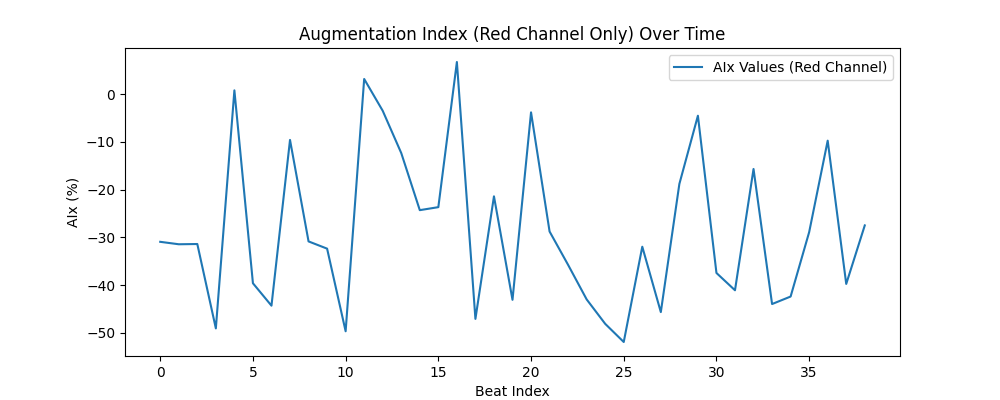 Augmentation Index (Red Channel Only) Over Time
AIx Values (Red Channel)
AIx (%)
0
−10
−20
−30
−40
−50
0 5 10 15 20 25 30 35
Beat Index